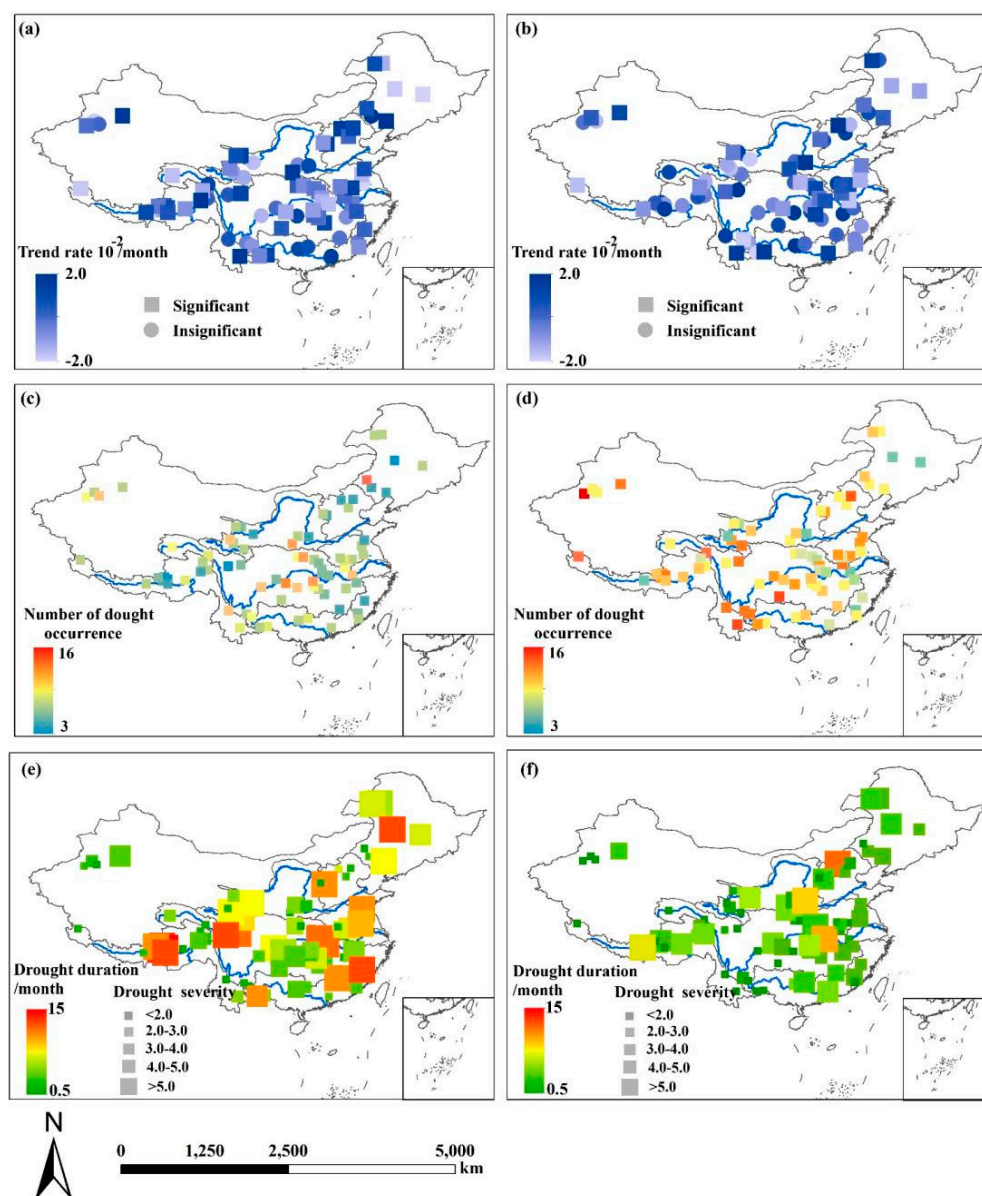 (a)
Trend rate 10⁻²/month
2.0
-2.0
Significant
Insignificant
(b)
Trend rate 10⁻²/month
2.0
-2.0
Significant
Insignificant
(c)
Number of dought
occurrence
16
3
(d)
Number of dought
occurrence
16
3
(e)
Drought duration
/month
15
0.5
Drought severity
<2.0
2.0-3.0
3.0-4.0
4.0-5.0
>5.0
(f)
Drought duration
/month
15
0.5
Drought severity
<2.0
2.0-3.0
3.0-4.0
4.0-5.0
>5.0
N
0 1,250 2,500 5,000
km